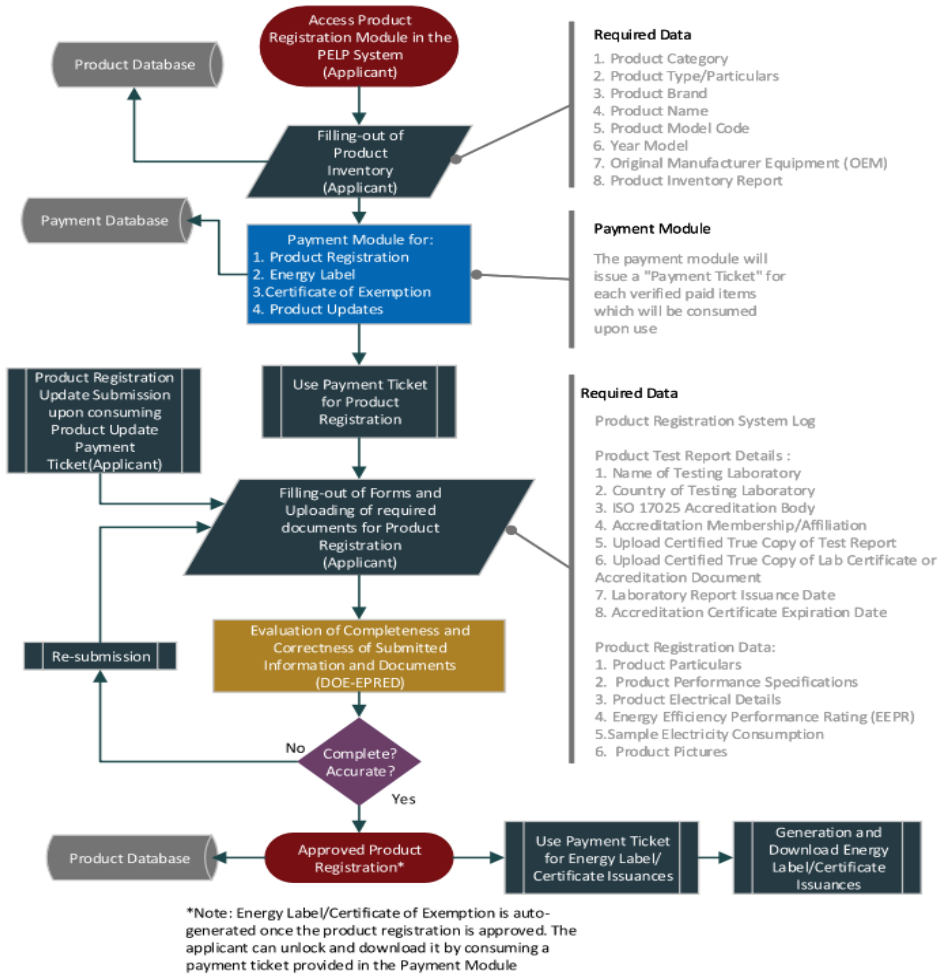 Access Product
Registration Module in the
PELP System
(Applicant)
Product Database
Filling-out of
Product
Inventory
(Applicant)
Required Data
1. Product Category
2. Product Type/Particulars
3. Product Brand
4. Product Name
5. Product Model Code
6. Year Model
7. Original Manufacturer Equipment (OEM)
8. Product Inventory Report
Payment Database
Payment Module for:
1. Product Registration
2. Energy Label
3.Certificate of Exemption
4. Product Updates
Payment Module
The payment module will
issue a "Payment Ticket" for
each verified paid items
which will be consumed
upon use
Product Registration
Update Submission
upon consuming
Product Update
Payment
Ticket(Applicant)
Use Payment Ticket
for Product
Registration
Filling-out of Forms and
Uploading of required
documents for Product
Registration
(Applicant)
Required Data
Product Registration System Log
Product Test Report Details :
1. Name of Testing Laboratory
2. Country of Testing Laboratory
3. ISO 17025 Accreditation Body
4. Accreditation Membership/Affiliation
5. Upload Certified True Copy of Test Report
6. Upload Certified True Copy of Lab Certificate or
Accreditation Document
7. Laboratory Report Issuance Date
8. Accreditation Certificate Expiration Date
Product Registration Data:
1. Product Particulars
2. Product Performance Specifications
3. Product Electrical Details
4. Energy Efficiency Performance Rating (EEPR)
5.Sample Electricity Consumption
6. Product Pictures
Re-submission
Evaluation of Completeness and
Correctness of Submitted
Information and Documents
(DOE-EPRED)
No
Complete?
Accurate?
Yes
Product Database
Approved Product
Registration*
Use Payment Ticket
for Energy Label/
Certificate Issuances
Generation and
Download Energy
Label/Certificate
Issuances
*Note: Energy Label/Certificate of Exemption is auto-
generated once the product registration is approved. The
applicant can unlock and download it by consuming a
payment ticket provided in the Payment Module